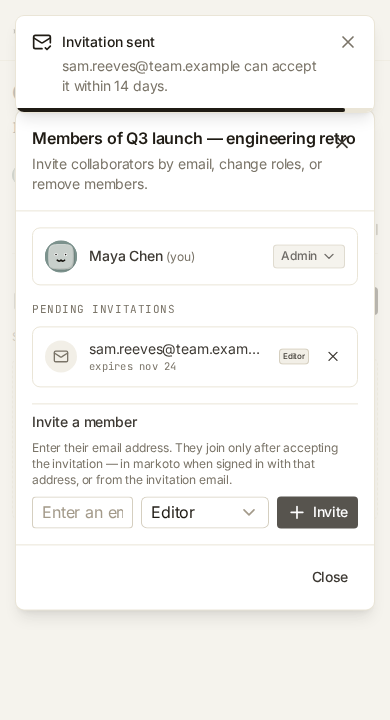 Invitation sent
sam.reeves@team.example can accept
it within 14 days.
Members of Q3 launch — engineering retro
Invite collaborators by email, change roles, or
remove members.
Maya Chen (you)
Admin
PENDING INVITATIONS
sam.reeves@team.exam...
Editor
expires nov 24
Invite a member
Enter their email address. They join only after accepting
the invitation — in markoto when signed in with that
address, or from the invitation email.
Enter an en
Editor
Invite
Close